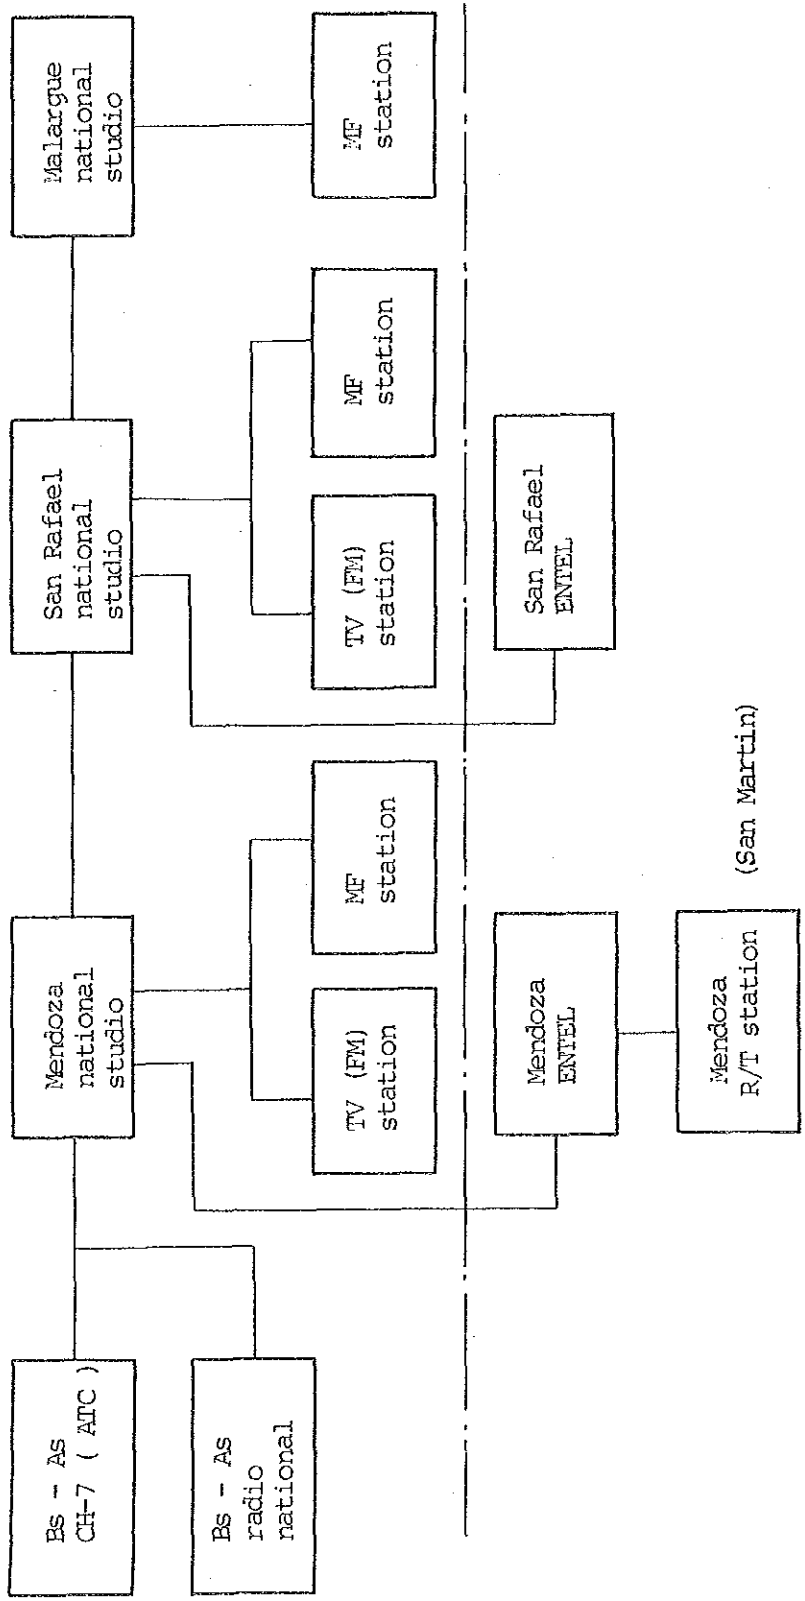 Bs - As
CH-7 ( ATC )
Bs - As
radio
national
Mendoza
national
studio
TV (FM)
station
MF
station
San Rafael
national
studio
TV (FM)
station
MF
station
Malargue
national
studio
MF
station
Mendoza
ENTEL
San Rafael
ENTEL
Mendoza
R/T station
(San Martin)